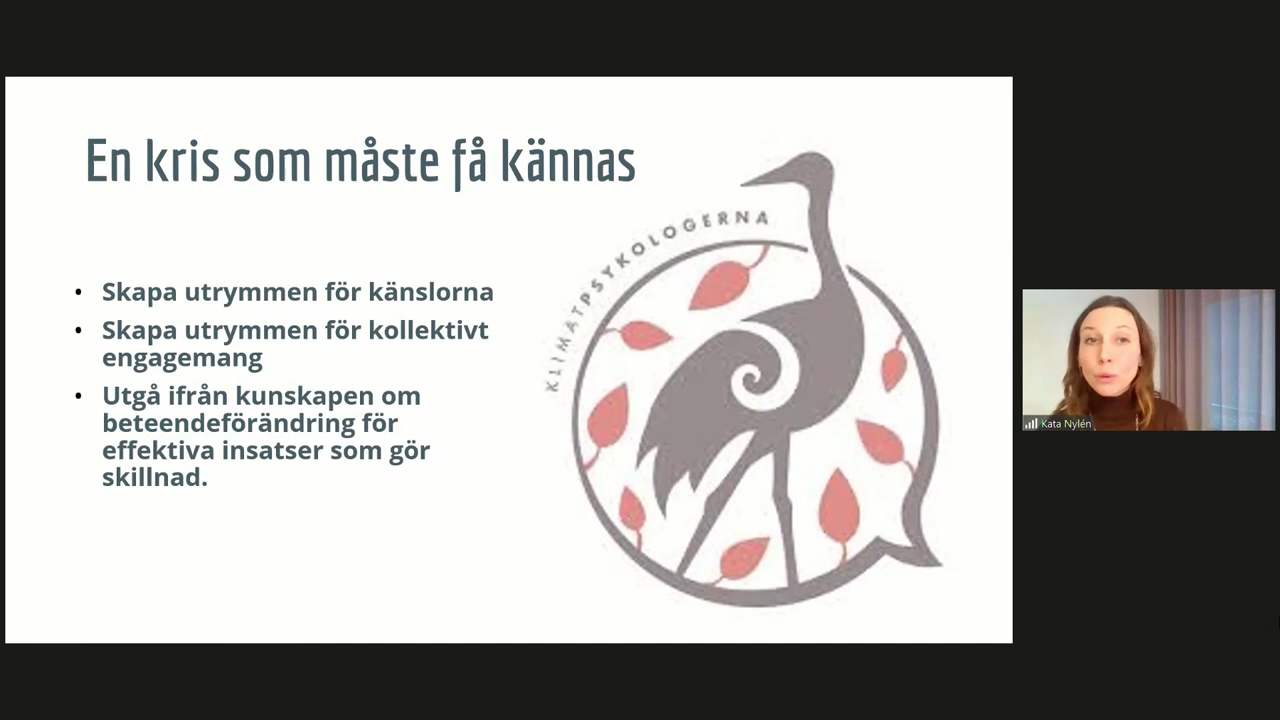 En kris som måste få kännas
KLIMATPSYKOLOGERNA
• Skapa utrymmen för känslorna
• Skapa utrymmen för kollektivt
engagemang
• Utgå ifrån kunskapen om
beteendeförändring för
effektiva insatser som gör
skillnad.
Kata Nylén